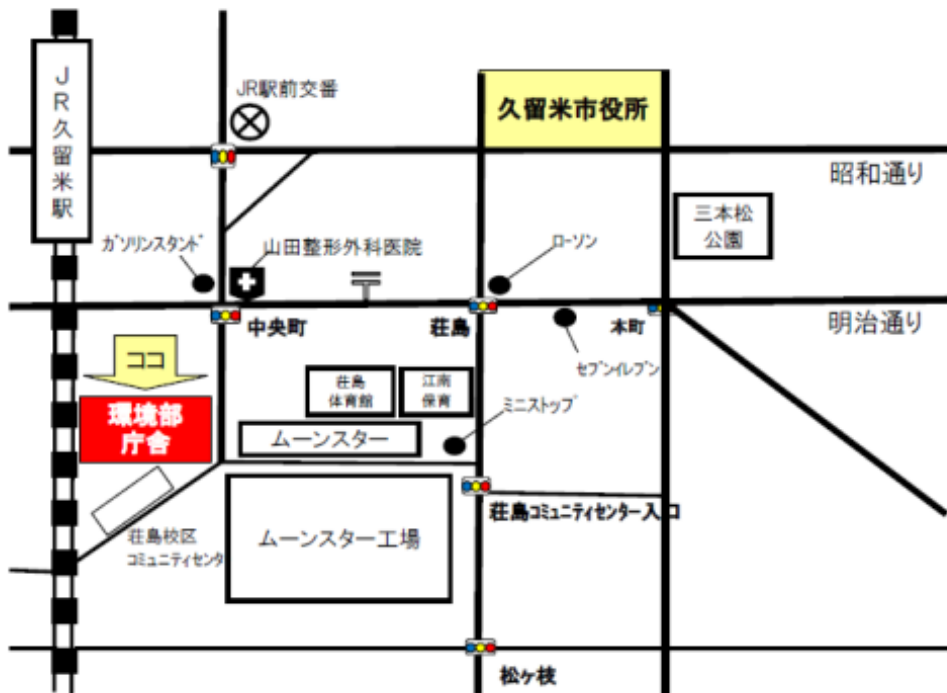 JR久留米駅
JR駅前交番
久留米市役所
昭和通り
三本松
公園
ガソリンスタンド
山田整形外科医院
ローソン
中央町
荘島
本町
明治通り
ココ
環境部
庁舎
荘島
体育館
江南
保育
セブンイレブン
ミニストップ
ムーンスター
荘島コミュニティセンター入口
荘島校区
コミュニティセンタ
ムーンスター工場
松ヶ枝